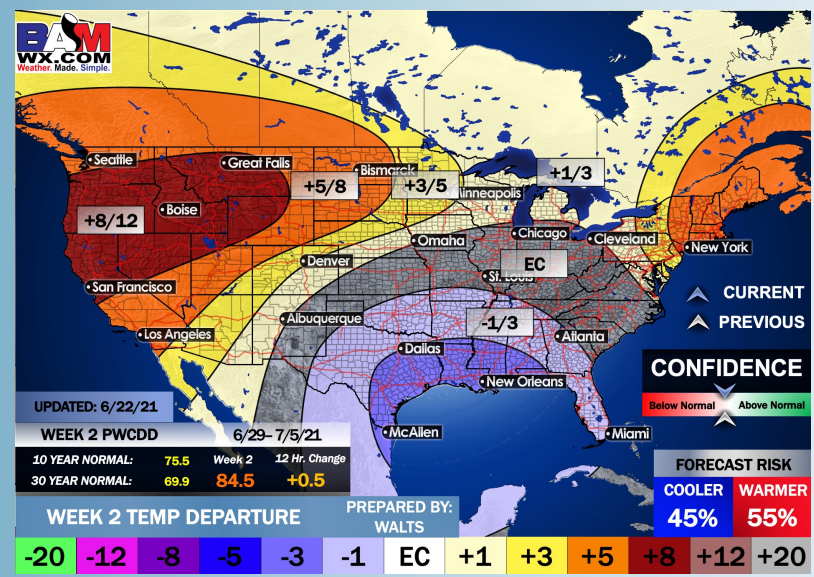 BAM
WX.COM
Weather. Made. Simple.
Seattle
Great Falls
Bismarck
+1/3
+5/8
+3/5
inneapolis
+8/12
Boise
Omaha
Chicago
Cleveland
New York
Denver
EC
St. Louis
San Francisco
CURRENT
Albuquerque
-1/3
PREVIOUS
Los Angeles
Dallas
Atlanta
CONFIDENCE
New Orleans
Below Normal
Above Normal
McAllen
Miami
UPDATED: 6/22/21
WEEK 2 PWCDD 6/29-7/5/21
10 YEAR NORMAL: 75.5 Week 2 12 Hr. Change
30 YEAR NORMAL: 69.9 84.5 +0.5
FORECAST RISK
COOLER WARMER
45% 55%
WEEK 2 TEMP DEPARTURE
PREPARED BY:
WALTS
-20 -12 -8 -5 -3 -1 EC +1 +3 +5 +8 +12 +20